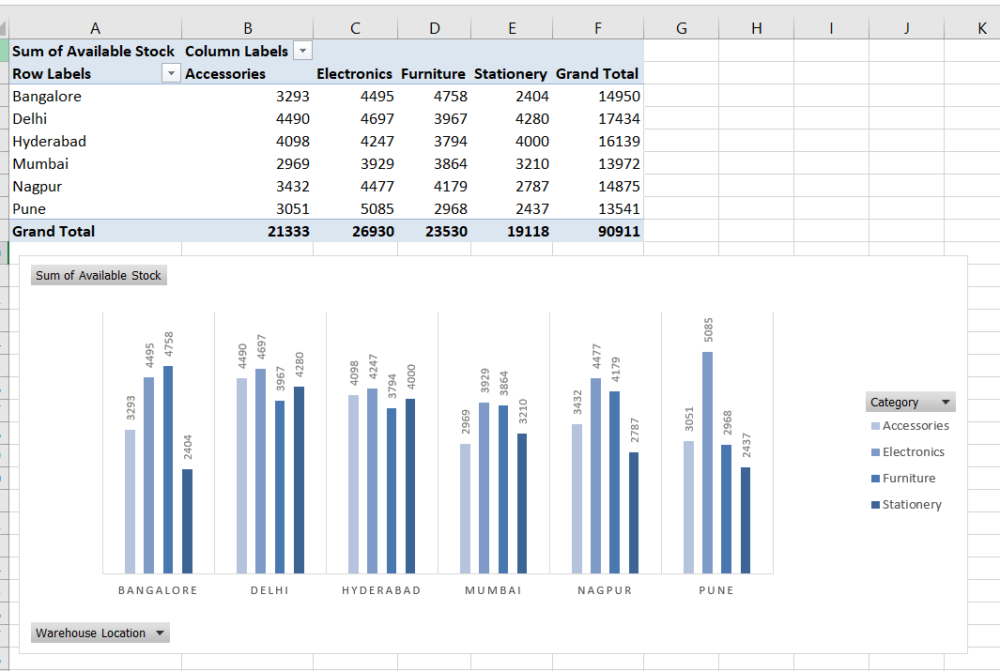 A B C D E F G H I J K
Sum of Available Stock Column Labels
Row Labels Accessories Electronics Furniture Stationery Grand Total
Bangalore 3293 4495 4758 2404 14950
Delhi 4490 4697 3967 4280 17434
Hyderabad 4098 4247 3794 4000 16139
Mumbai 2969 3929 3864 3210 13972
Nagpur 3432 4477 4179 2787 14875
Pune 3051 5085 2968 2437 13541
Grand Total 21333 26930 23530 19118 90911
Sum of Available Stock
3293 4495 4758 2404
4490 4697 3967 4280
4098 4247 3794 4000
2969 3929 3864 3210
3432 4477 4179 2787
3051 5085 2968 2437
BANGALORE DELHI HYDERABAD MUMBAI NAGPUR PUNE
Category
Accessories
Electronics
Furniture
Stationery
Warehouse Location